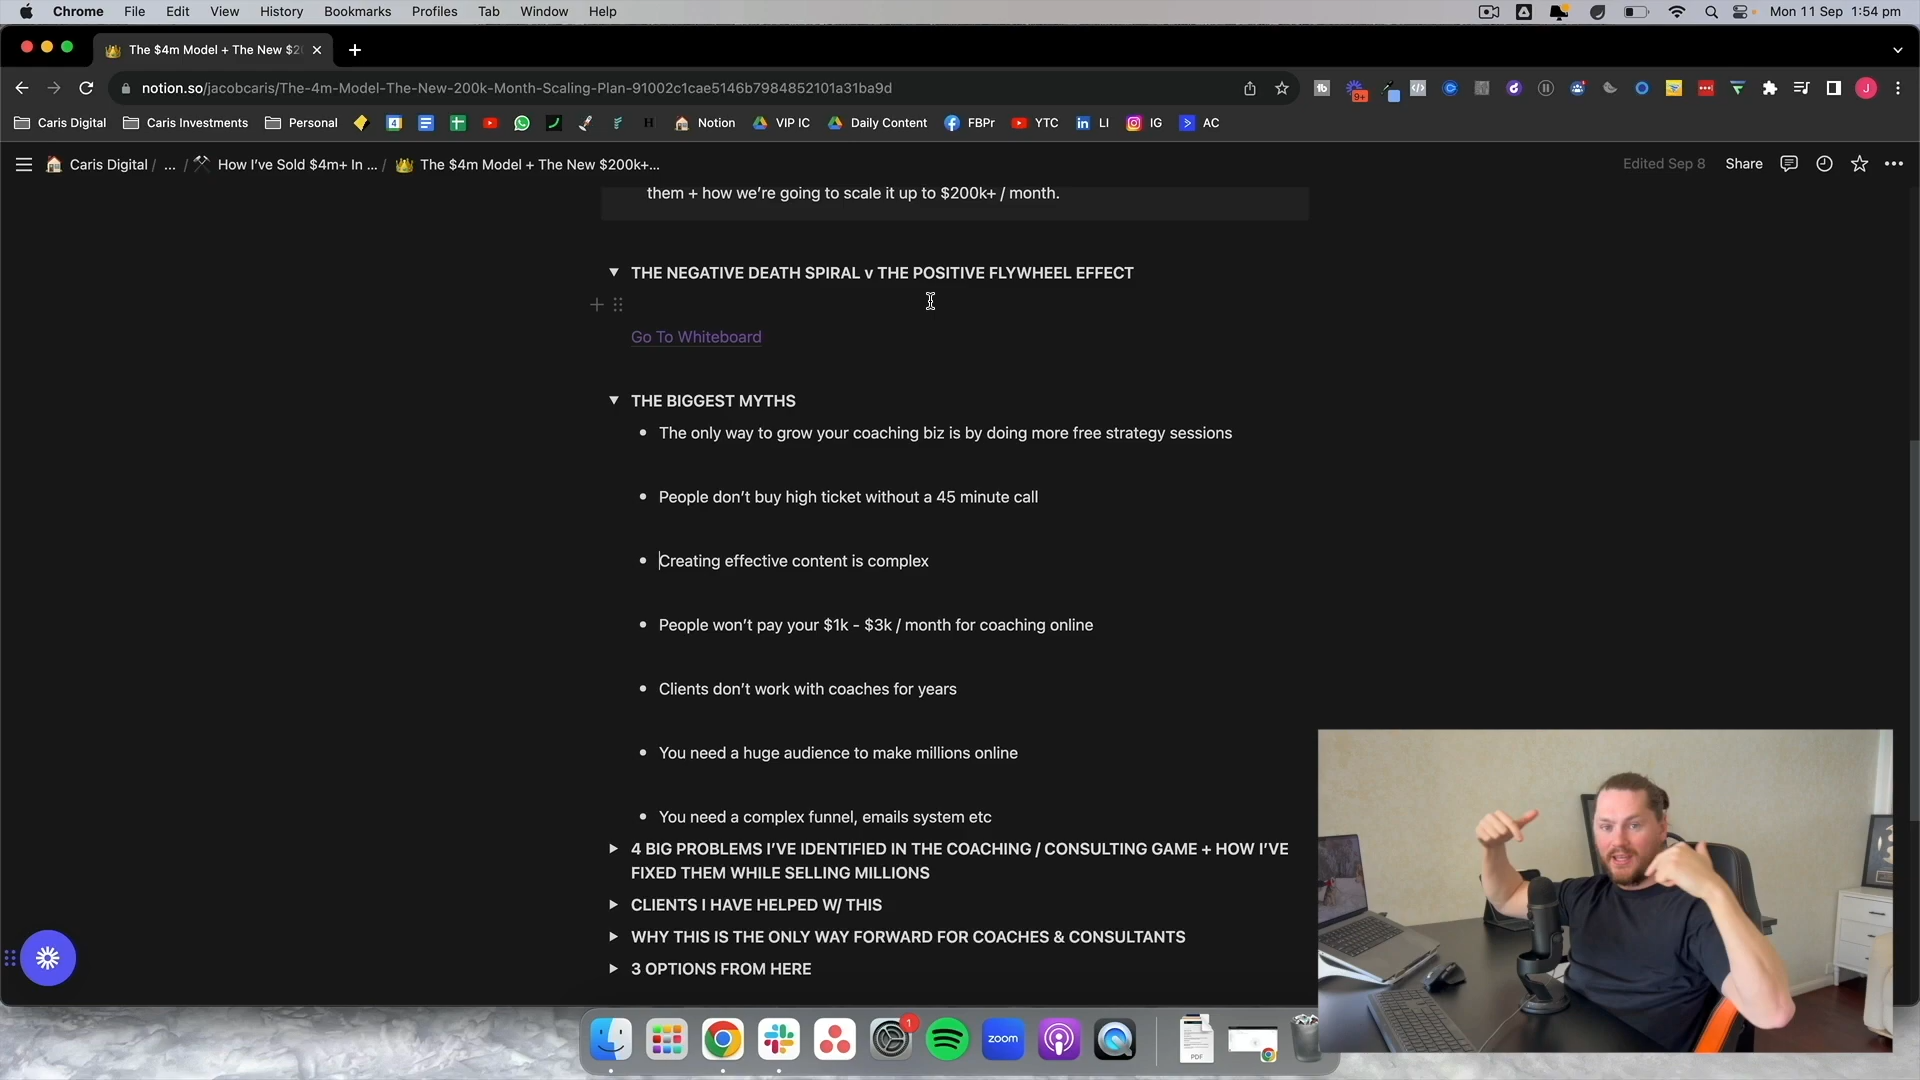 Chrome File Edit View History Bookmarks Profiles Tab Window Help Mon 11 Sep 1:54 pm
The $4m Model + The New $20
notion.so/jacobcaris/The-4m-Model-The-New-200k-Month-Scaling-Plan-91002c1cae5146b7984852101a31ba9d
9+
J
Caris Digital Caris Investments Personal 4 H Notion VIP IC Daily Content FBPr YTC LI IG AC
Caris Digital / ... / How I’ve Sold $4m+ In ... / The $4m Model + The New $200k+... Edited Sep 8 Share
them + how we’re going to scale it up to $200k+ / month.
THE NEGATIVE DEATH SPIRAL v THE POSITIVE FLYWHEEL EFFECT
Go To Whiteboard
THE BIGGEST MYTHS
• The only way to grow your coaching biz is by doing more free strategy sessions
• People don’t buy high ticket without a 45 minute call
• Creating effective content is complex
• People won’t pay your $1k - $3k / month for coaching online
• Clients don’t work with coaches for years
• You need a huge audience to make millions online
• You need a complex funnel, emails system etc
4 BIG PROBLEMS I’VE IDENTIFIED IN THE COACHING / CONSULTING GAME + HOW I’VE
FIXED THEM WHILE SELLING MILLIONS
CLIENTS I HAVE HELPED W/ THIS
WHY THIS IS THE ONLY WAY FORWARD FOR COACHES & CONSULTANTS
3 OPTIONS FROM HERE
1
zoom
PDF